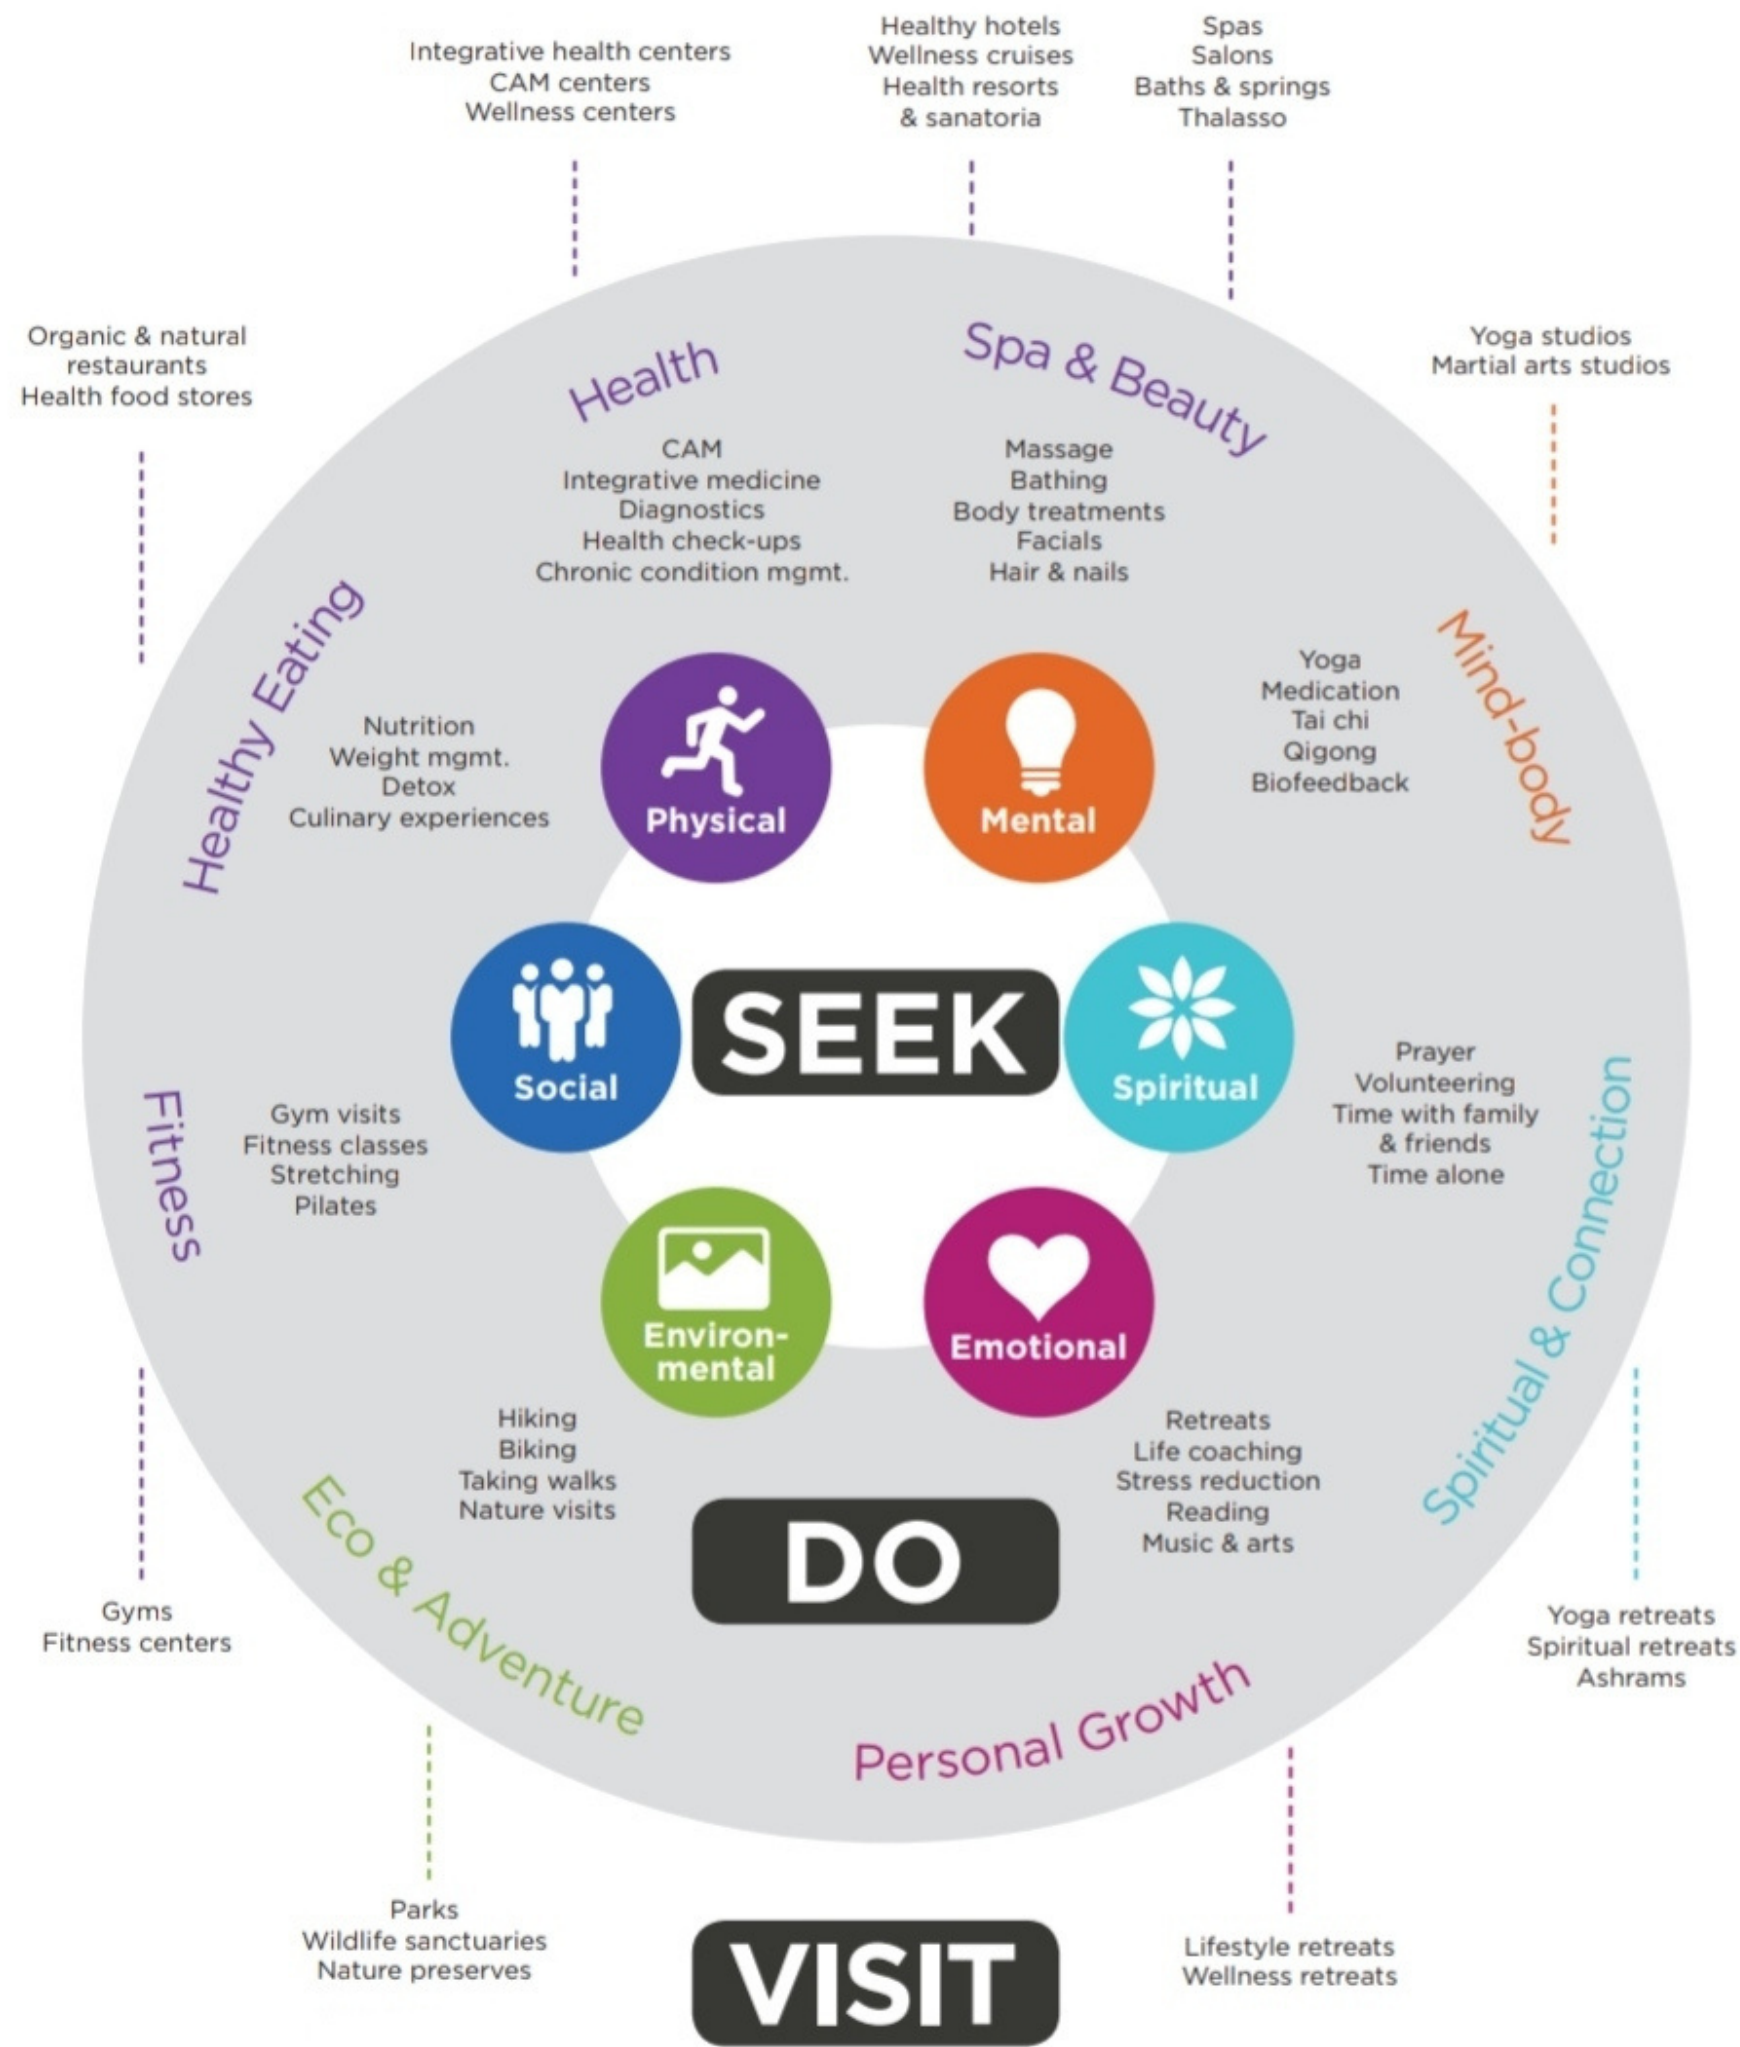 Integrative health centers
CAM centers
Wellness centers
Healthy hotels
Wellness cruises
Health resorts
& sanatoria
Spas
Salons
Baths & springs
Thalasso
Organic & natural
restaurants
Health food stores
Yoga studios
Martial arts studios
Health
CAM
Integrative medicine
Diagnostics
Health check-ups
Chronic condition mgmt.
Spa & Beauty
Massage
Bathing
Body treatments
Facials
Hair & nails
Healthy Eating
Nutrition
Weight mgmt.
Detox
Culinary experiences
Physical
Mental
Mind-body
Yoga
Medication
Tai chi
Qigong
Biofeedback
Social
SEEK
Spiritual
Fitness
Gym visits
Fitness classes
Stretching
Pilates
Spiritual & Connection
Prayer
Volunteering
Time with family
& friends
Time alone
Environ-
mental
Emotional
Eco & Adventure
Hiking
Biking
Taking walks
Nature visits
DO
Personal Growth
Retreats
Life coaching
Stress reduction
Reading
Music & arts
Gyms
Fitness centers
Yoga retreats
Spiritual retreats
Ashrams
Parks
Wildlife sanctuaries
Nature preserves
VISIT
Lifestyle retreats
Wellness retreats